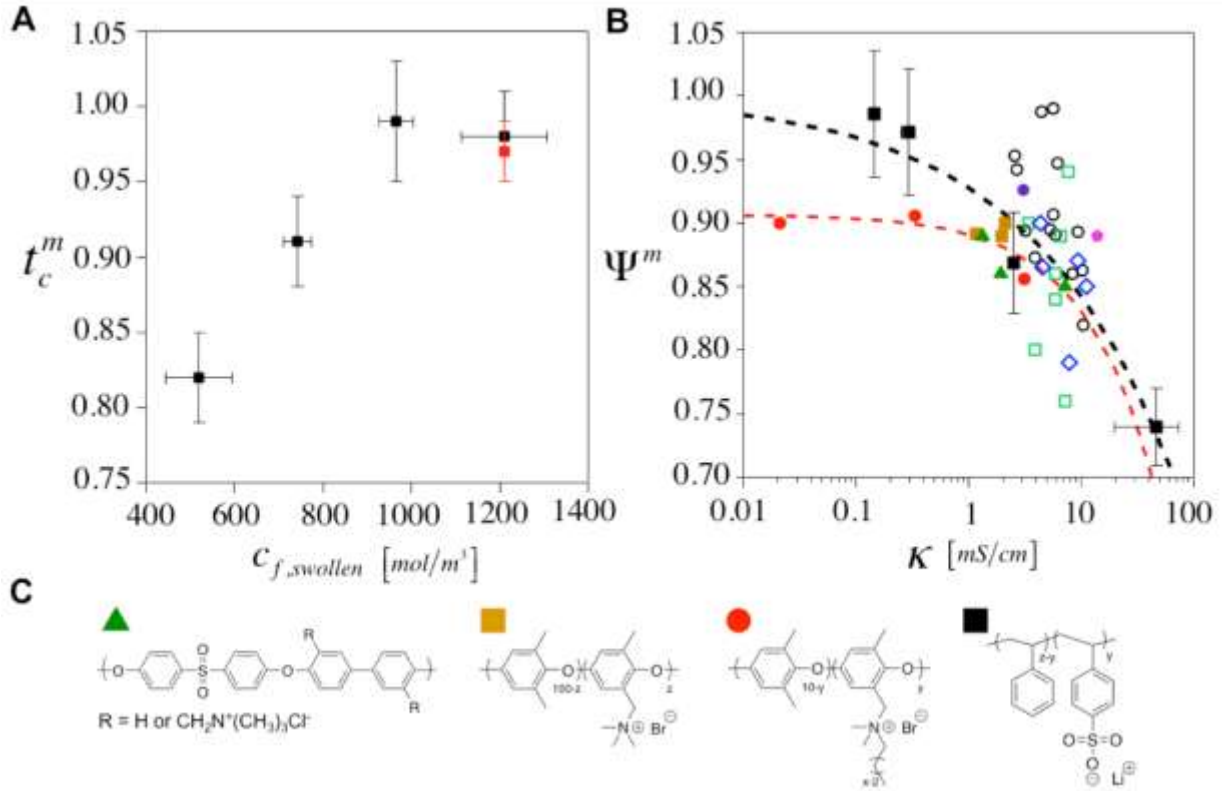 A
B
1.05
1.00
0.95
0.90
0.85
0.80
0.75
t_c^m
400 600 800 1000 1200 1400
c_{f,swollen} [mol/m³]
1.05
1.00
0.95
0.90
0.85
0.80
0.75
0.70
Ψ^m
0.01 0.1 1 10 100
κ [mS/cm]
C
O S O O R R
R = H or CH₂N⁺(CH₃)₃Cl⁻
O 100-z O z
N ⊕ Br ⊖
O 10-y O y
N ⊕ Br ⊖
x-2
z-y y
O=S=O
O ⊖ Li ⊕